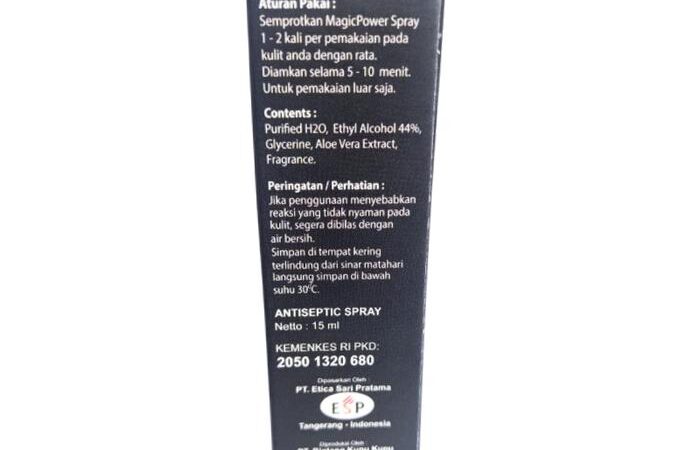 Aturan Pakai :
Semprotkan MagicPower Spray
1 - 2 kali per pemakaian pada
kulit anda dengan rata.
Diamkan selama 5 - 10 menit.
Untuk pemakaian luar saja.
Contents :
Purified H2O, Ethyl Alcohol 44%,
Glycerine, Aloe Vera Extract,
Fragrance.
Peringatan / Perhatian :
Jika penggunaan menyebabkan
reaksi yang tidak nyaman pada
kulit, segera dibilas dengan
air bersih.
Simpan di tempat kering
terlindung dari sinar matahari
langsung simpan di bawah
suhu 30°C.
ANTISEPTIC SPRAY
Netto : 15 ml
KEMENKES RI PKD:
2050 1320 680
Dipasarkan Oleh :
PT. Etica Sari Pratama
ESP
Tangerang - Indonesia
Diproduksi Oleh :